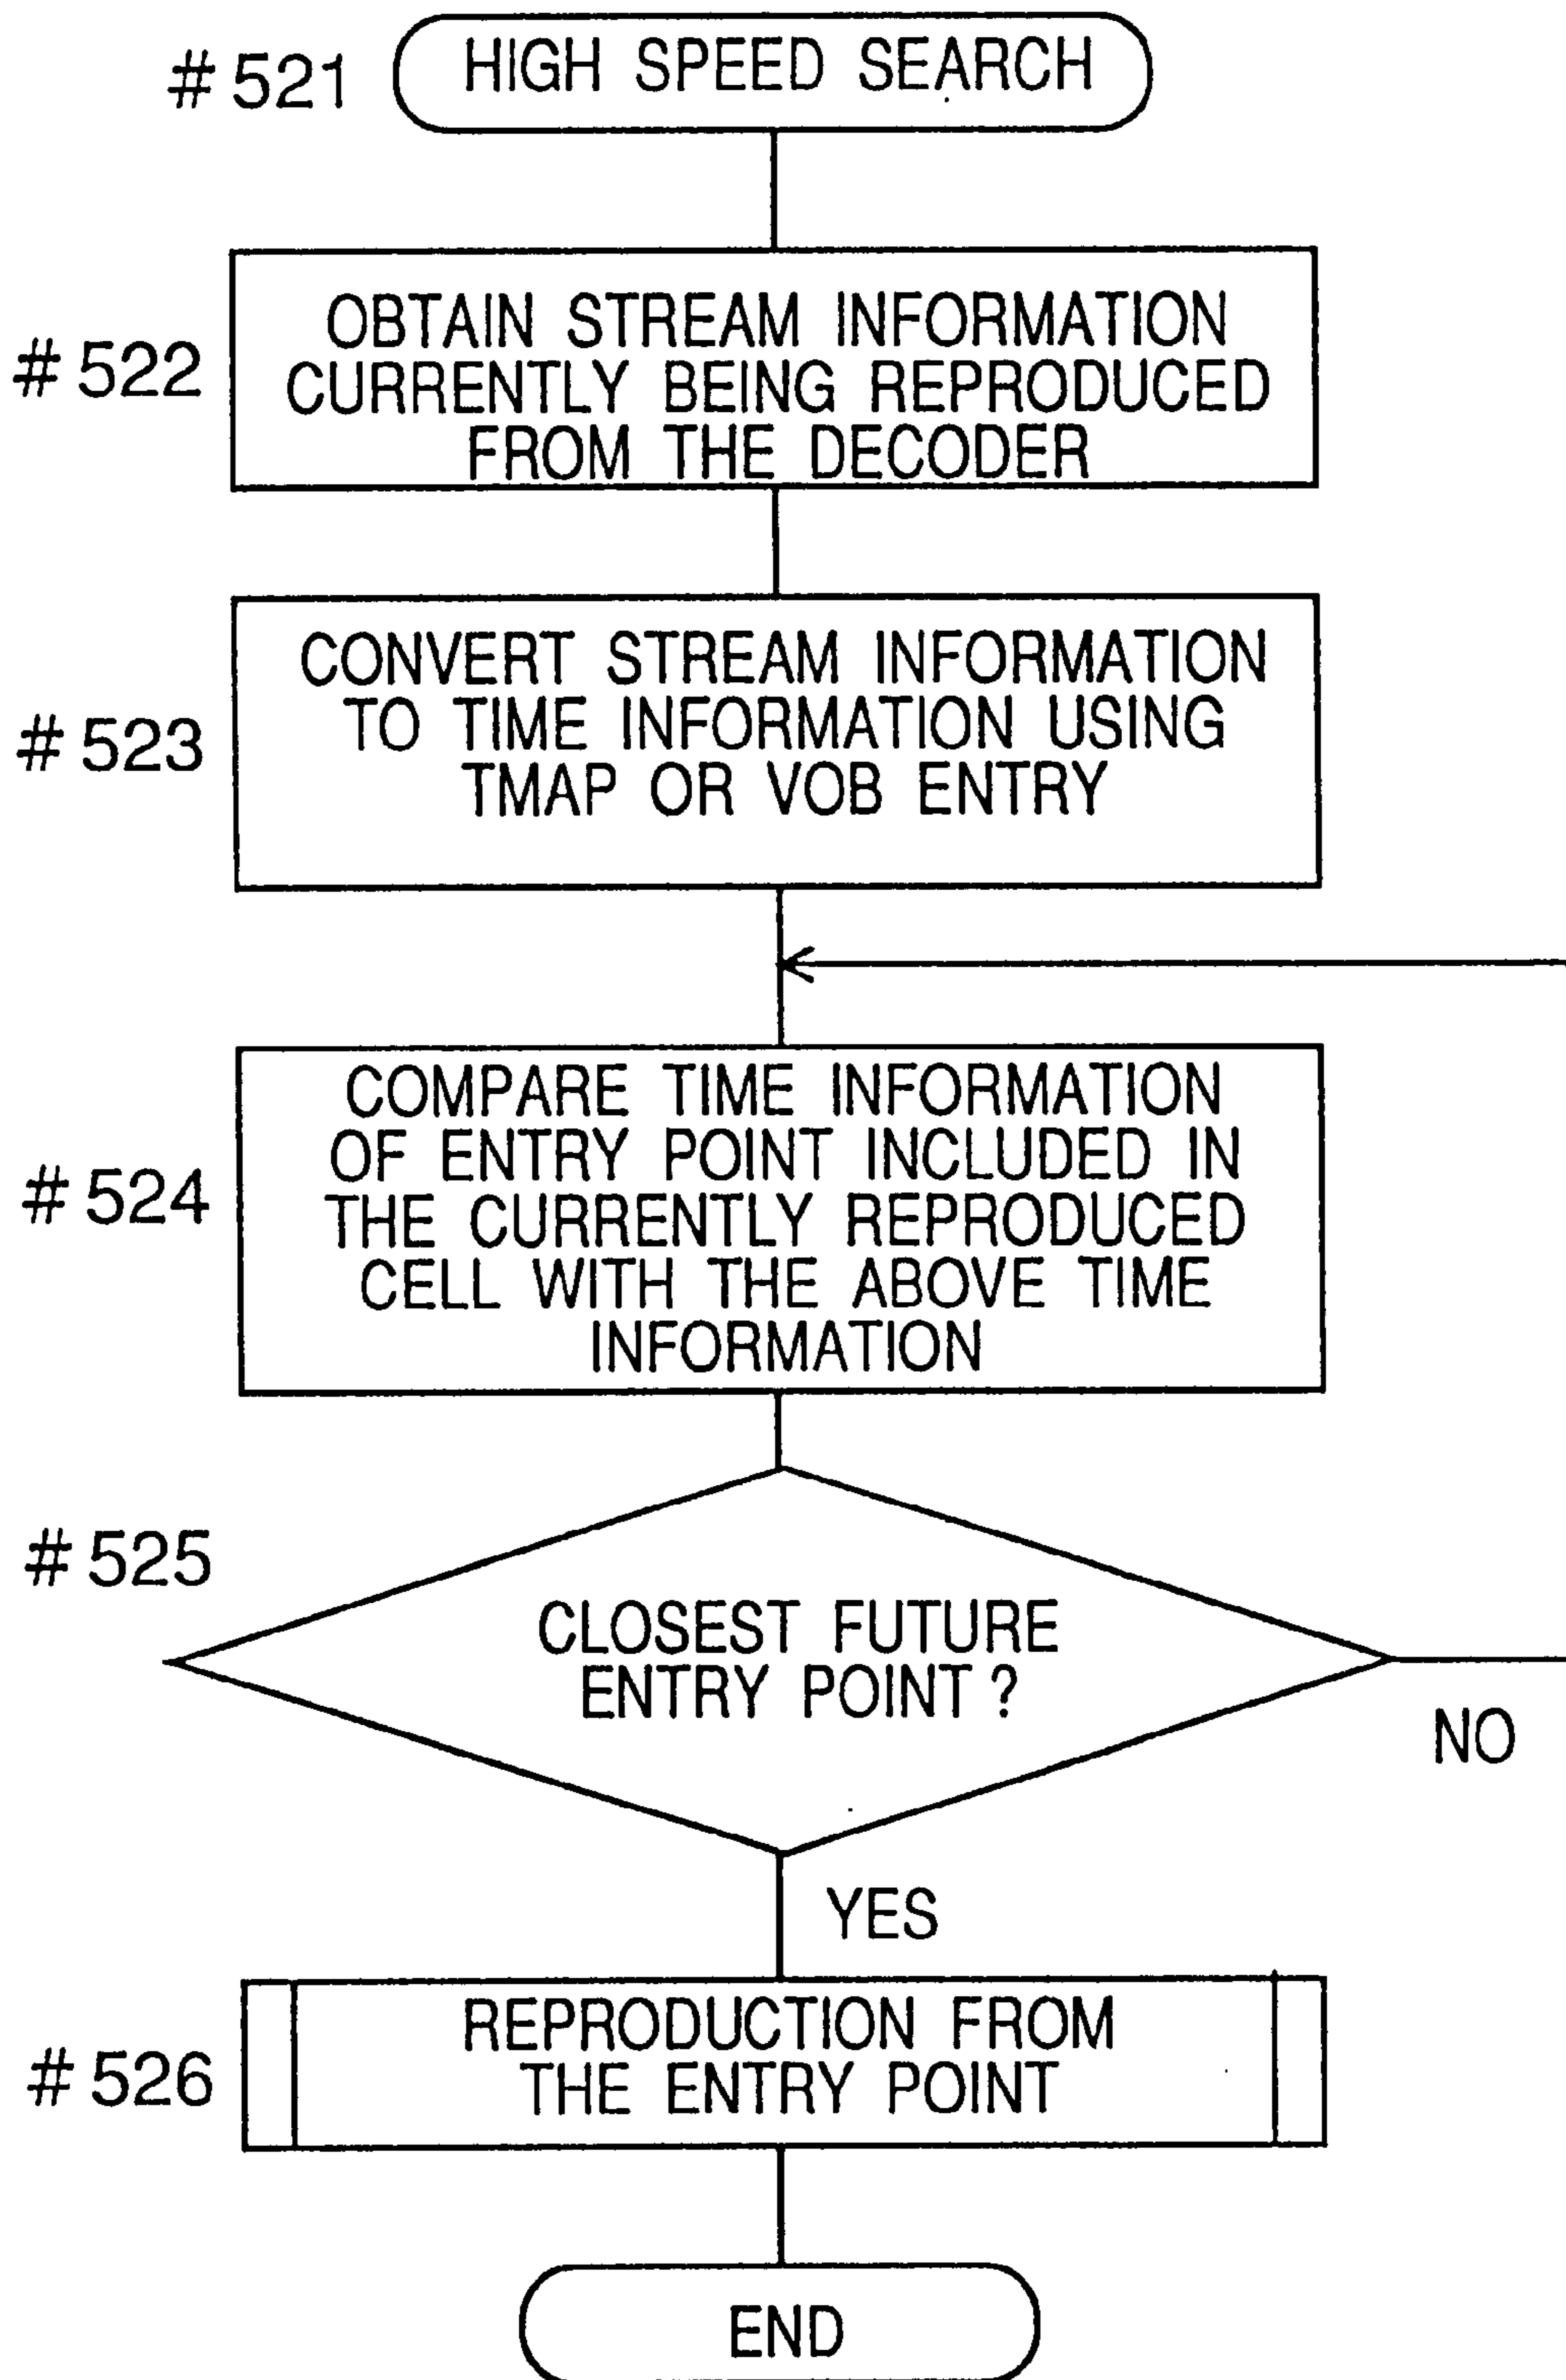 #521
HIGH SPEED SEARCH
#522
OBTAIN STREAM INFORMATION
CURRENTLY BEING REPRODUCED
FROM THE DECODER
#523
CONVERT STREAM INFORMATION
TO TIME INFORMATION USING
TMAP OR VOB ENTRY
#524
COMPARE TIME INFORMATION
OF ENTRY POINT INCLUDED IN
THE CURRENTLY REPRODUCED
CELL WITH THE ABOVE TIME
INFORMATION
#525
CLOSEST FUTURE
ENTRY POINT ?
NO
YES
#526
REPRODUCTION FROM
THE ENTRY POINT
END